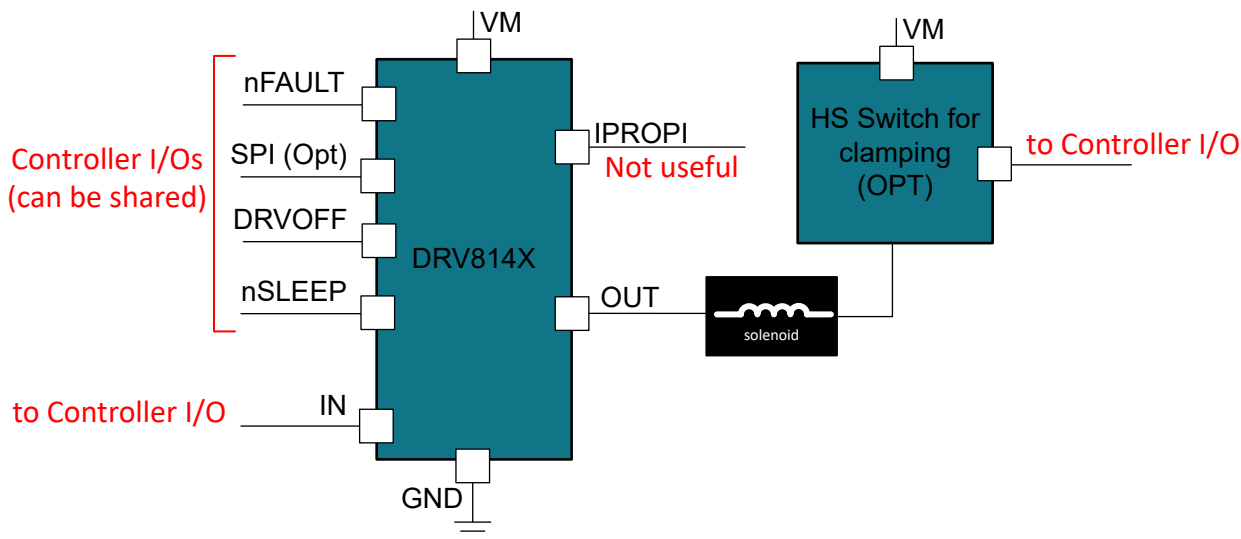 VM
nFAULT
SPI (Opt)
DRVOFF
nSLEEP
Controller I/Os
(can be shared)
IN
to Controller I/O
DRV814X
IPROPI
Not useful
OUT
GND
solenoid
VM
HS Switch for
clamping
(OPT)
to Controller I/O